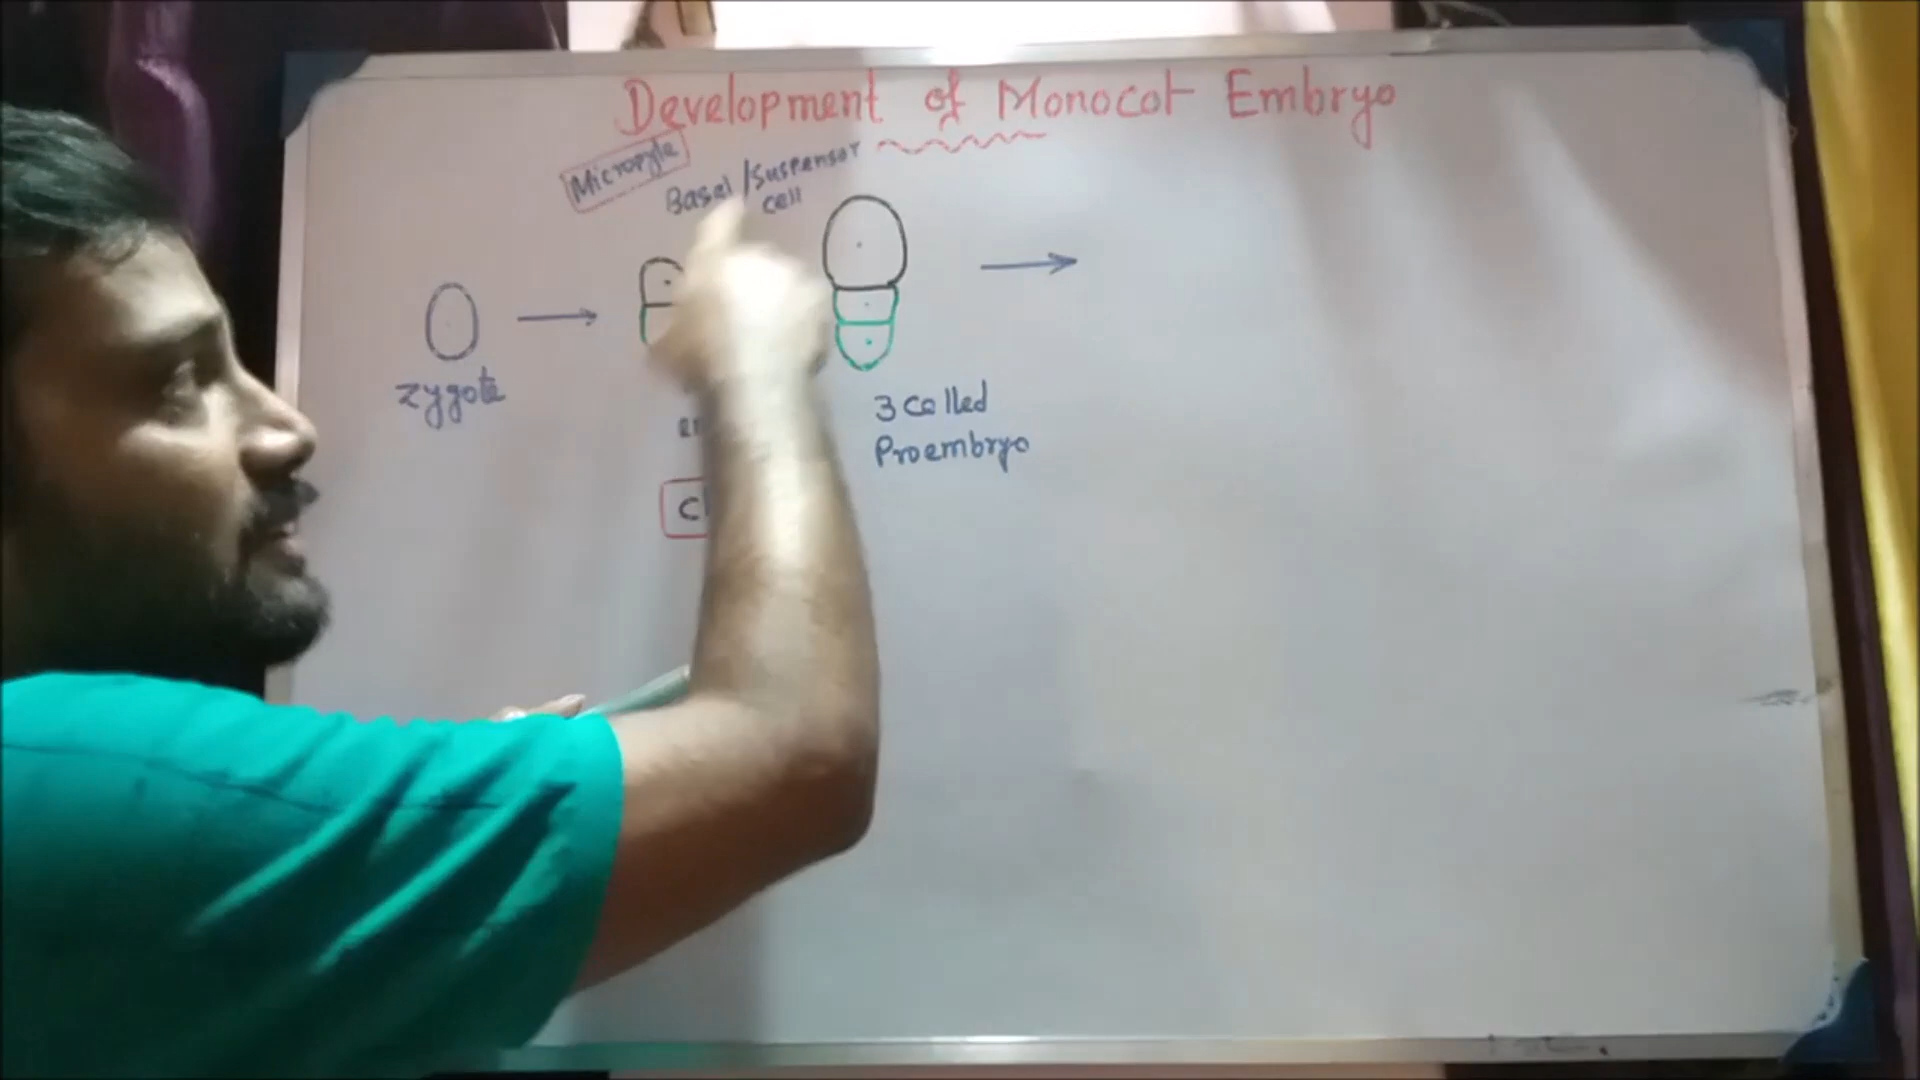 Development of Monocot Embryo
Micropyle
Basal/Suspensor
cell
zygote
3 Celled
Proembryo